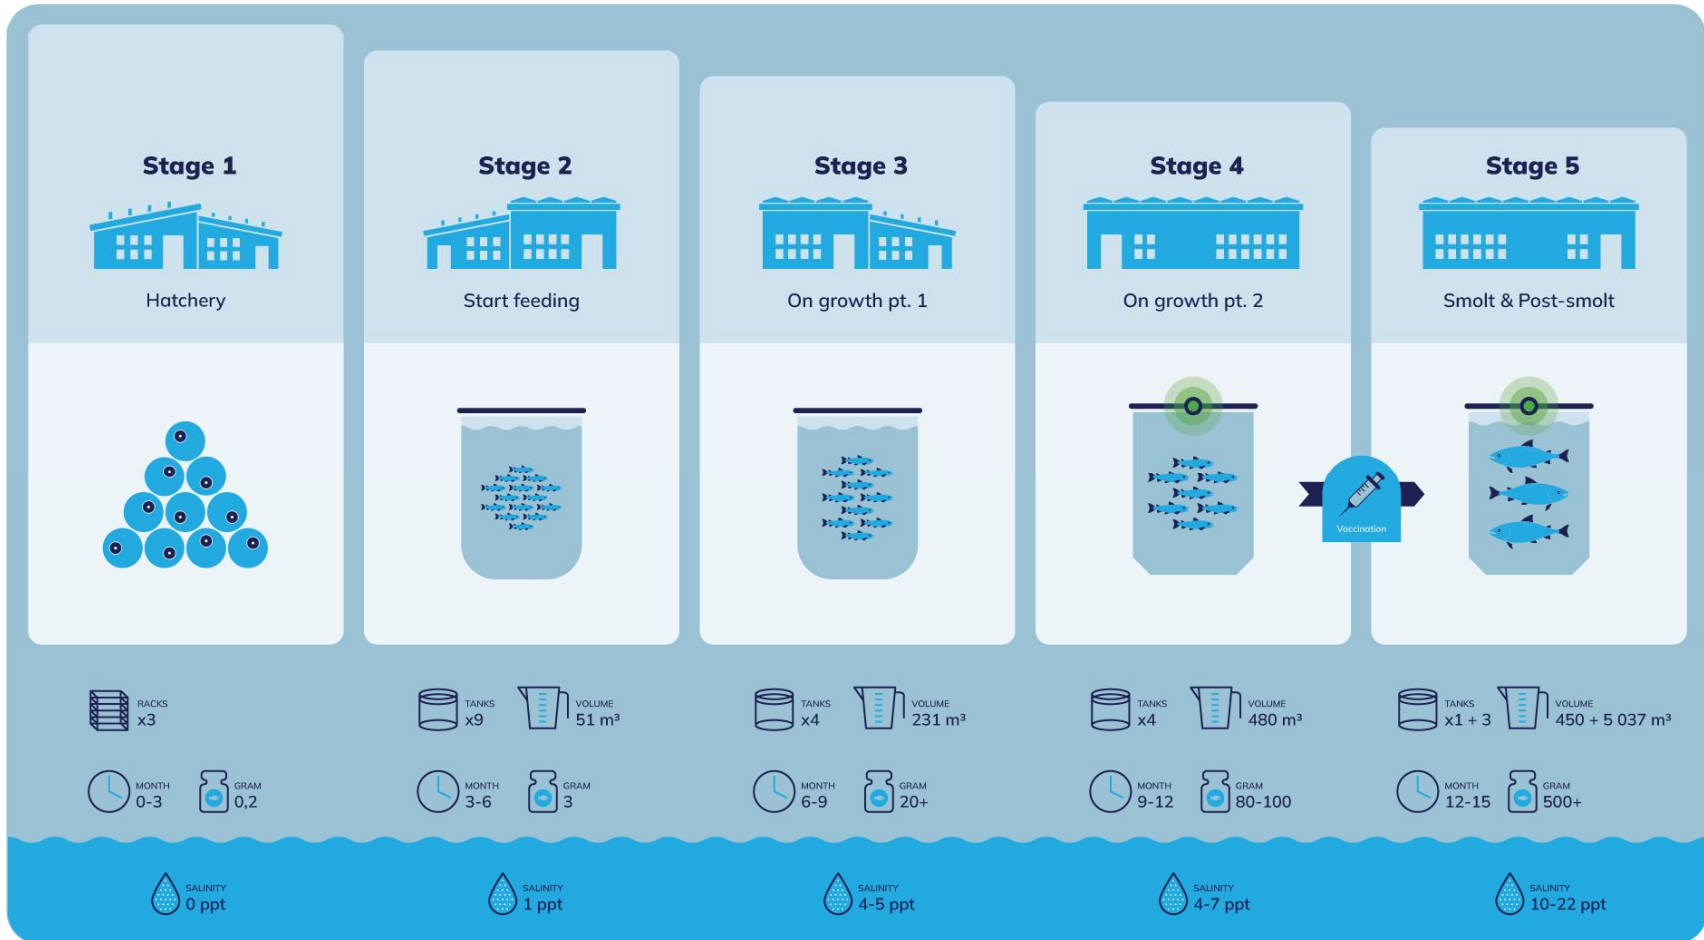 Stage 1
Hatchery
Stage 2
Start feeding
Stage 3
On growth pt. 1
Stage 4
On growth pt. 2
Stage 5
Smolt & Post-smolt
Vaccination
RACKS
x3
MONTH
0-3
GRAM
0,2
SALINITY
0 ppt
TANKS
x9
VOLUME
51 m³
MONTH
3-6
GRAM
3
SALINITY
1 ppt
TANKS
x4
VOLUME
231 m³
MONTH
6-9
GRAM
20+
SALINITY
4-5 ppt
TANKS
x4
VOLUME
480 m³
MONTH
9-12
GRAM
80-100
SALINITY
4-7 ppt
TANKS
x1 + 3
VOLUME
450 + 5 037 m³
MONTH
12-15
GRAM
500+
SALINITY
10-22 ppt